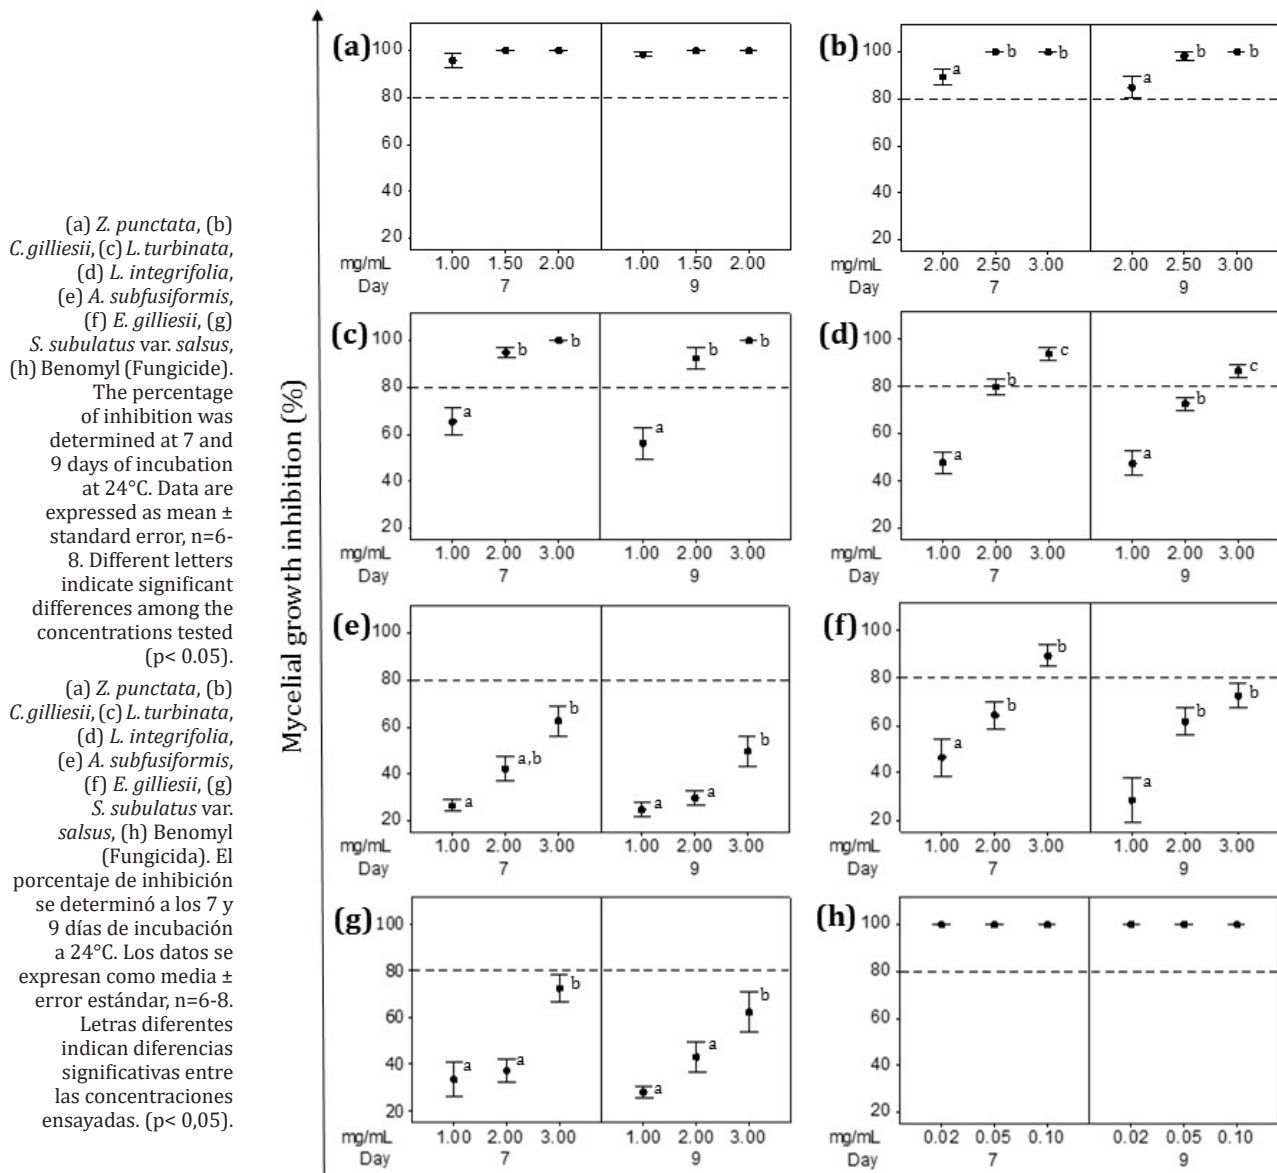 (a) Z. punctata, (b)
C. gilliesii, (c) L. turbinata,
(d) L. integrifolia,
(e) A. subfusiformis,
(f) E. gilliesii, (g)
S. subulatus var. salsus,
(h) Benomyl (Fungicide).
The percentage
of inhibition was
determined at 7 and
9 days of incubation
at 24°C. Data are
expressed as mean ±
standard error, n=6-
8. Different letters
indicate significant
differences among the
concentrations tested
(p< 0.05).
(a) Z. punctata, (b)
C. gilliesii, (c) L. turbinata,
(d) L. integrifolia,
(e) A. subfusiformis,
(f) E. gilliesii, (g)
S. subulatus var.
salsus, (h) Benomyl
(Fungicida). El
porcentaje de inhibición
se determinó a los 7 y
9 días de incubación
a 24°C. Los datos se
expresan como media ±
error estándar, n=6-8.
Letras diferentes
indican diferencias
significativas entre
las concentraciones
ensayadas. (p< 0,05).
Mycelial growth inhibition (%)
(a)
100
80
60
40
20
mg/mL 1.00 1.50 2.00 1.00 1.50 2.00
Day 7 9
(b)
100
80
60
40
20
a b b a b b
mg/mL 2.00 2.50 3.00 2.00 2.50 3.00
Day 7 9
(c)
100
80
60
40
20
a b b a b b
mg/mL 1.00 2.00 3.00 1.00 2.00 3.00
Day 7 9
(d)
100
80
60
40
20
a b c a b c
mg/mL 1.00 2.00 3.00 1.00 2.00 3.00
Day 7 9
(e)
100
80
60
40
20
a a,b b a a b
mg/mL 1.00 2.00 3.00 1.00 2.00 3.00
Day 7 9
(f)
100
80
60
40
20
a b b a b b
mg/mL 1.00 2.00 3.00 1.00 2.00 3.00
Day 7 9
(g)
100
80
60
40
20
a a b a a b
mg/mL 1.00 2.00 3.00 1.00 2.00 3.00
Day 7 9
(h)
100
80
60
40
20
mg/mL 0.02 0.05 0.10 0.02 0.05 0.10
Day 7 9